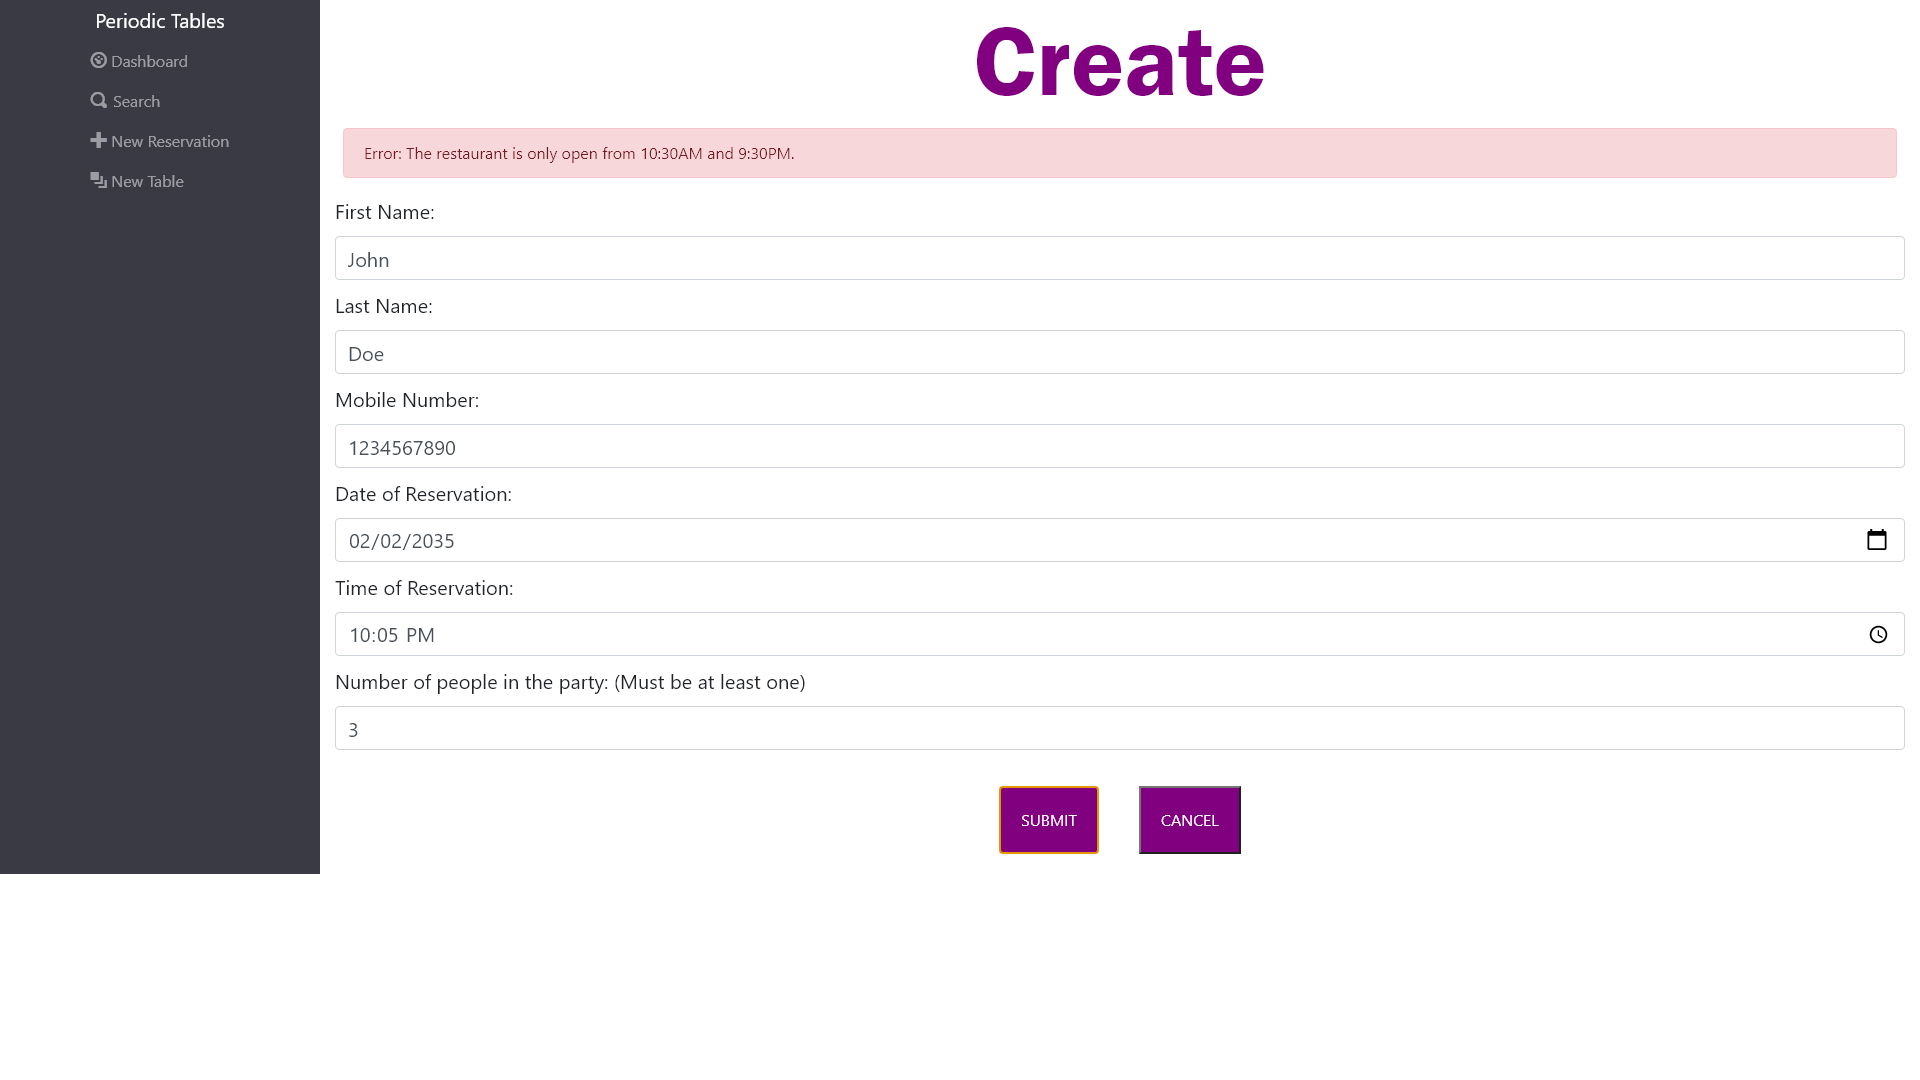 Periodic Tables
Dashboard
Search
New Reservation
New Table
Create
Error: The restaurant is only open from 10:30AM and 9:30PM.
First Name:
John
Last Name:
Doe
Mobile Number:
1234567890
Date of Reservation:
02/02/2035
Time of Reservation:
10:05 PM
Number of people in the party: (Must be at least one)
3
SUBMIT
CANCEL